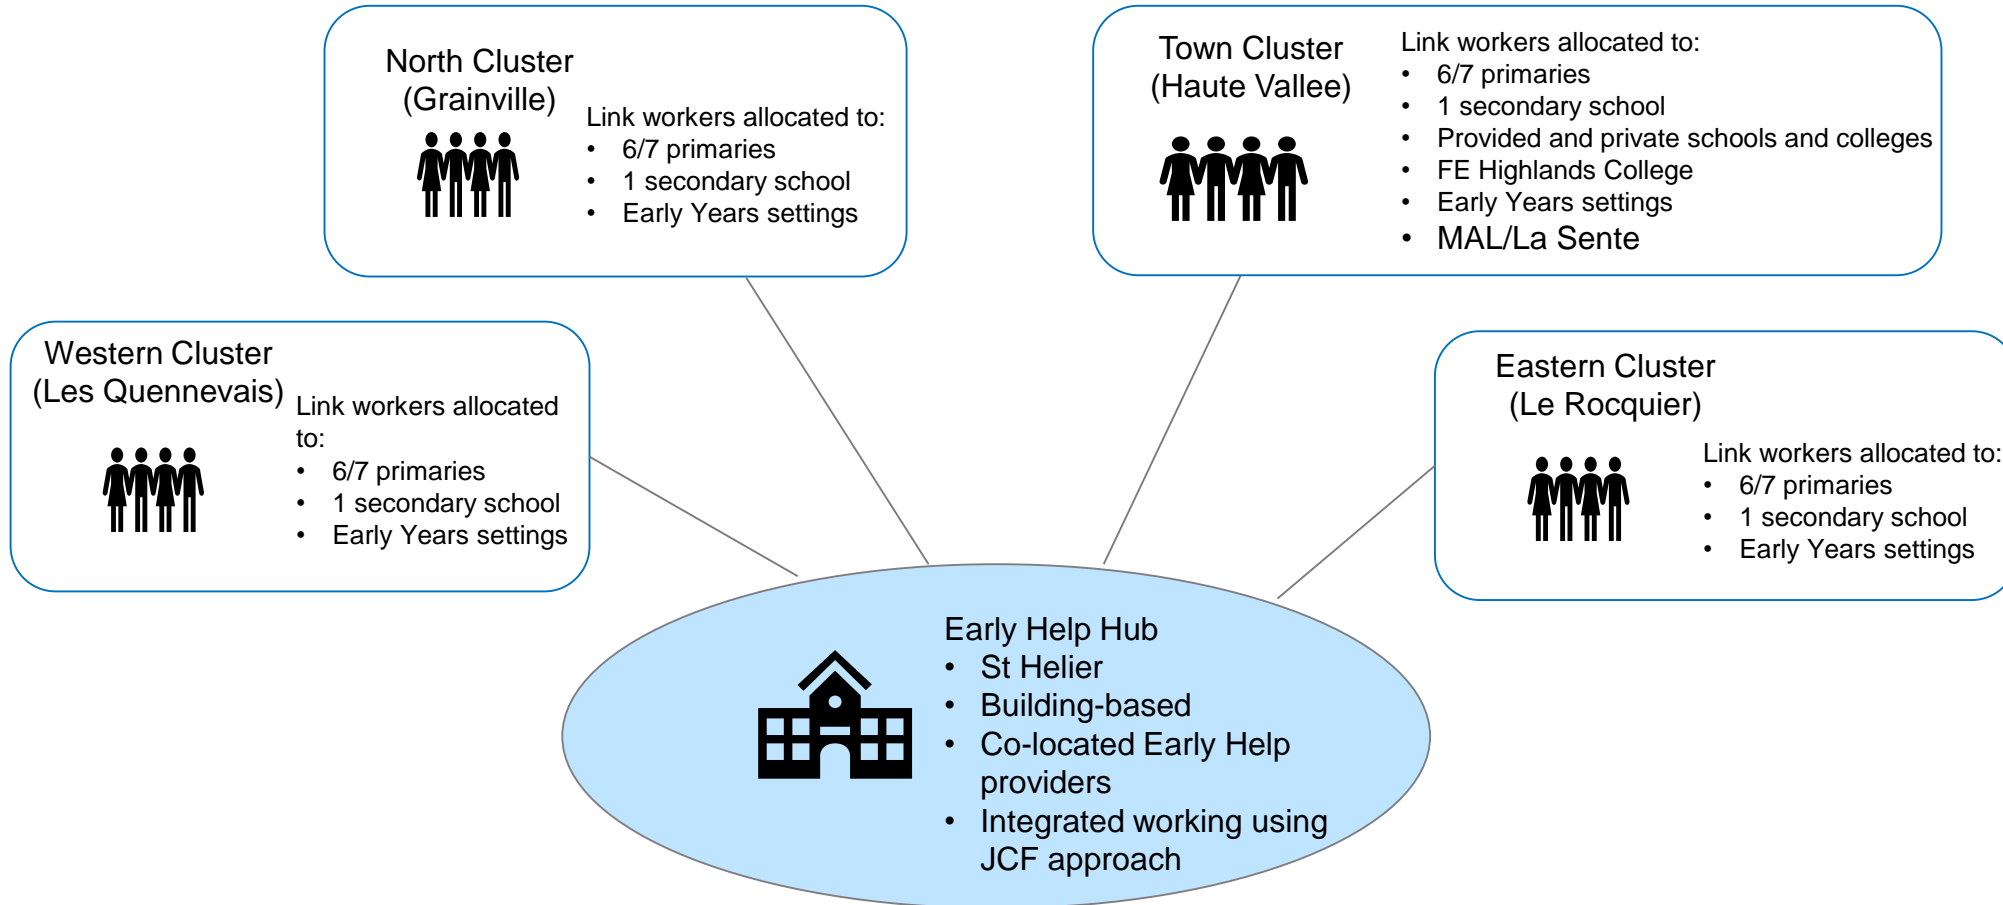 North Cluster
(Grainville)
Link workers allocated to:
• 6/7 primaries
• 1 secondary school
• Early Years settings
Town Cluster
(Haute Vallee)
Link workers allocated to:
• 6/7 primaries
• 1 secondary school
• Provided and private schools and colleges
• FE Highlands College
• Early Years settings
• MAL/La Sente
Western Cluster
(Les Quennevais)
Link workers allocated
to:
• 6/7 primaries
• 1 secondary school
• Early Years settings
Eastern Cluster
(Le Rocquier)
Link workers allocated to:
• 6/7 primaries
• 1 secondary school
• Early Years settings
Early Help Hub
• St Helier
• Building-based
• Co-located Early Help
providers
• Integrated working using
JCF approach